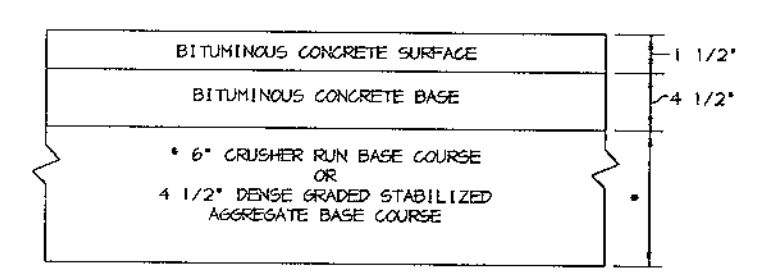 BITUMINOUS CONCRETE SURFACE
1 1/2"
BITUMINOUS CONCRETE BASE
4 1/2"
* 6" CRUSHER RUN BASE COURSE
OR
4 1/2" DENSE GRADED STABILIZED
AGGREGATE BASE COURSE
*